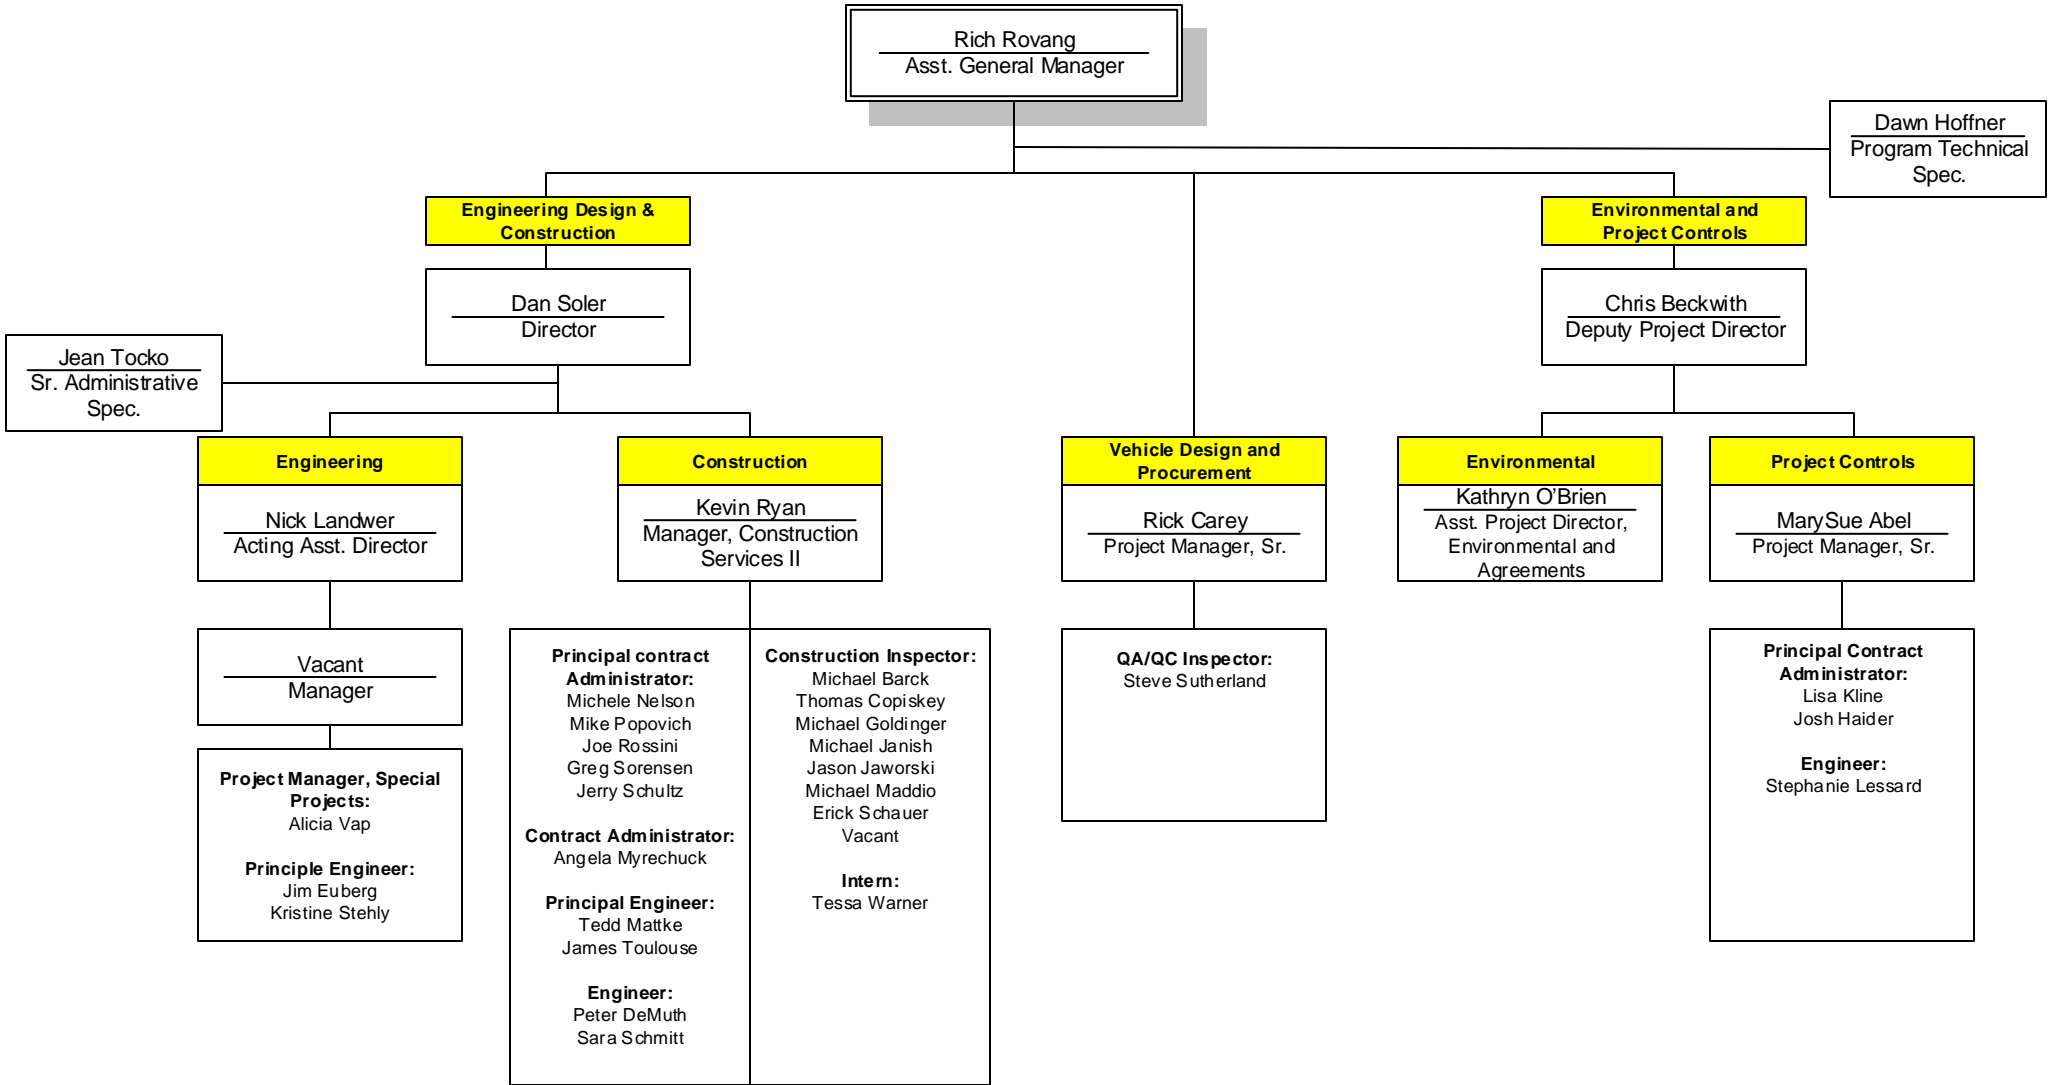 Rich Rovang
Asst. General Manager
Dawn Hoffner
Program Technical
Spec.
Engineering Design &
Construction
Dan Soler
Director
Jean Tocko
Sr. Administrative
Spec.
Environmental and
Project Controls
Chris Beckwith
Deputy Project Director
Engineering
Nick Landwer
Acting Asst. Director
Vacant
Manager
Project Manager, Special
Projects:
Alicia Vap
Principle Engineer:
Jim Euberg
Kristine Stehly
Construction
Kevin Ryan
Manager, Construction
Services II
Principal contract
Administrator:
Michele Nelson
Mike Popovich
Joe Rossini
Greg Sorensen
Jerry Schultz
Contract Administrator:
Angela Myrechuck
Principal Engineer:
Tedd Mattke
James Toulouse
Engineer:
Peter DeMuth
Sara Schmitt
Construction Inspector:
Michael Barck
Thomas Copiskey
Michael Goldinger
Michael Janish
Jason Jaworski
Michael Maddio
Erick Schauer
Vacant
Intern:
Tessa Warner
Vehicle Design and
Procurement
Rick Carey
Project Manager, Sr.
QA/QC Inspector:
Steve Sutherland
Environmental
Kathryn O’Brien
Asst. Project Director,
Environmental and
Agreements
Project Controls
MarySue Abel
Project Manager, Sr.
Principal Contract
Administrator:
Lisa Kline
Josh Haider
Engineer:
Stephanie Lessard